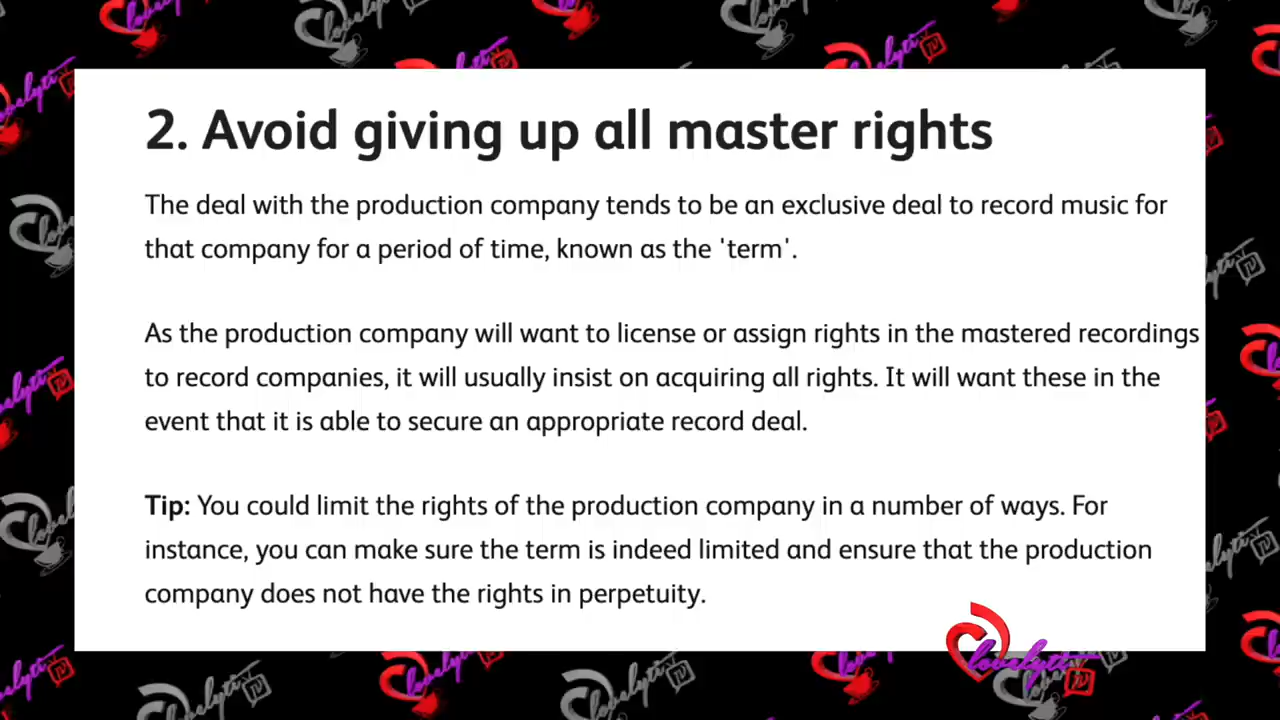 2. Avoid giving up all master rights
The deal with the production company tends to be an exclusive deal to record music for
that company for a period of time, known as the 'term'.
As the production company will want to license or assign rights in the mastered recordings
to record companies, it will usually insist on acquiring all rights. It will want these in the
event that it is able to secure an appropriate record deal.
Tip: You could limit the rights of the production company in a number of ways. For
instance, you can make sure the term is indeed limited and ensure that the production
company does not have the rights in perpetuity.
lovelyti TV